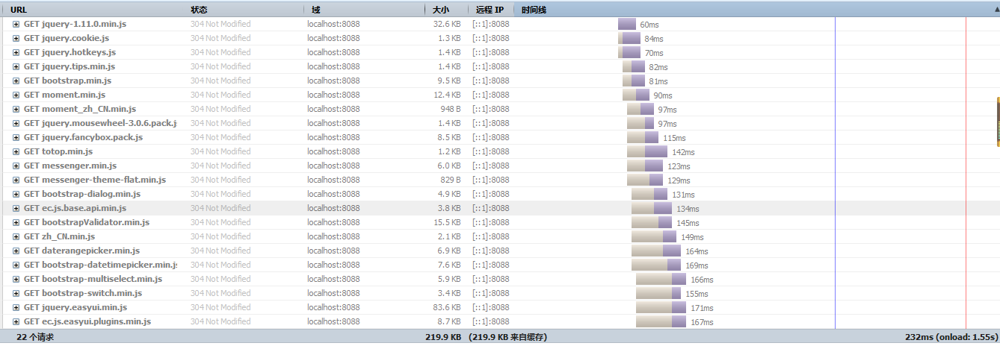 URL 状态 域 大小 远程 IP 时间线
GET jquery-1.11.0.min.js 304 Not Modified localhost:8088 32.6 KB [::1]:8088 60ms
GET jquery.cookie.js 304 Not Modified localhost:8088 1.3 KB [::1]:8088 84ms
GET jquery.hotkeys.js 304 Not Modified localhost:8088 1.4 KB [::1]:8088 70ms
GET jquery.tips.min.js 304 Not Modified localhost:8088 1.4 KB [::1]:8088 82ms
GET bootstrap.min.js 304 Not Modified localhost:8088 9.5 KB [::1]:8088 81ms
GET moment.min.js 304 Not Modified localhost:8088 12.4 KB [::1]:8088 90ms
GET moment_zh_CN.min.js 304 Not Modified localhost:8088 948 B [::1]:8088 97ms
GET jquery.mousewheel-3.0.6.pack.js 304 Not Modified localhost:8088 1.4 KB [::1]:8088 97ms
GET jquery.fancybox.pack.js 304 Not Modified localhost:8088 8.5 KB [::1]:8088 115ms
GET totop.min.js 304 Not Modified localhost:8088 1.2 KB [::1]:8088 142ms
GET messenger.min.js 304 Not Modified localhost:8088 6.0 KB [::1]:8088 123ms
GET messenger-theme-flat.min.js 304 Not Modified localhost:8088 829 B [::1]:8088 129ms
GET bootstrap-dialog.min.js 304 Not Modified localhost:8088 4.9 KB [::1]:8088 131ms
GET ec.js.base.api.min.js 304 Not Modified localhost:8088 3.8 KB [::1]:8088 134ms
GET bootstrapValidator.min.js 304 Not Modified localhost:8088 15.5 KB [::1]:8088 145ms
GET zh_CN.min.js 304 Not Modified localhost:8088 2.1 KB [::1]:8088 149ms
GET daterangepicker.min.js 304 Not Modified localhost:8088 6.9 KB [::1]:8088 164ms
GET bootstrap-datetimepicker.min.js 304 Not Modified localhost:8088 7.6 KB [::1]:8088 169ms
GET bootstrap-multiselect.min.js 304 Not Modified localhost:8088 5.9 KB [::1]:8088 166ms
GET bootstrap-switch.min.js 304 Not Modified localhost:8088 3.4 KB [::1]:8088 155ms
GET jquery.easyui.min.js 304 Not Modified localhost:8088 83.6 KB [::1]:8088 171ms
GET ec.js.easyui.plugins.min.js 304 Not Modified localhost:8088 8.7 KB [::1]:8088 167ms
22 个请求 219.9 KB (219.9 KB 来自缓存) 232ms (onload: 1.55s)